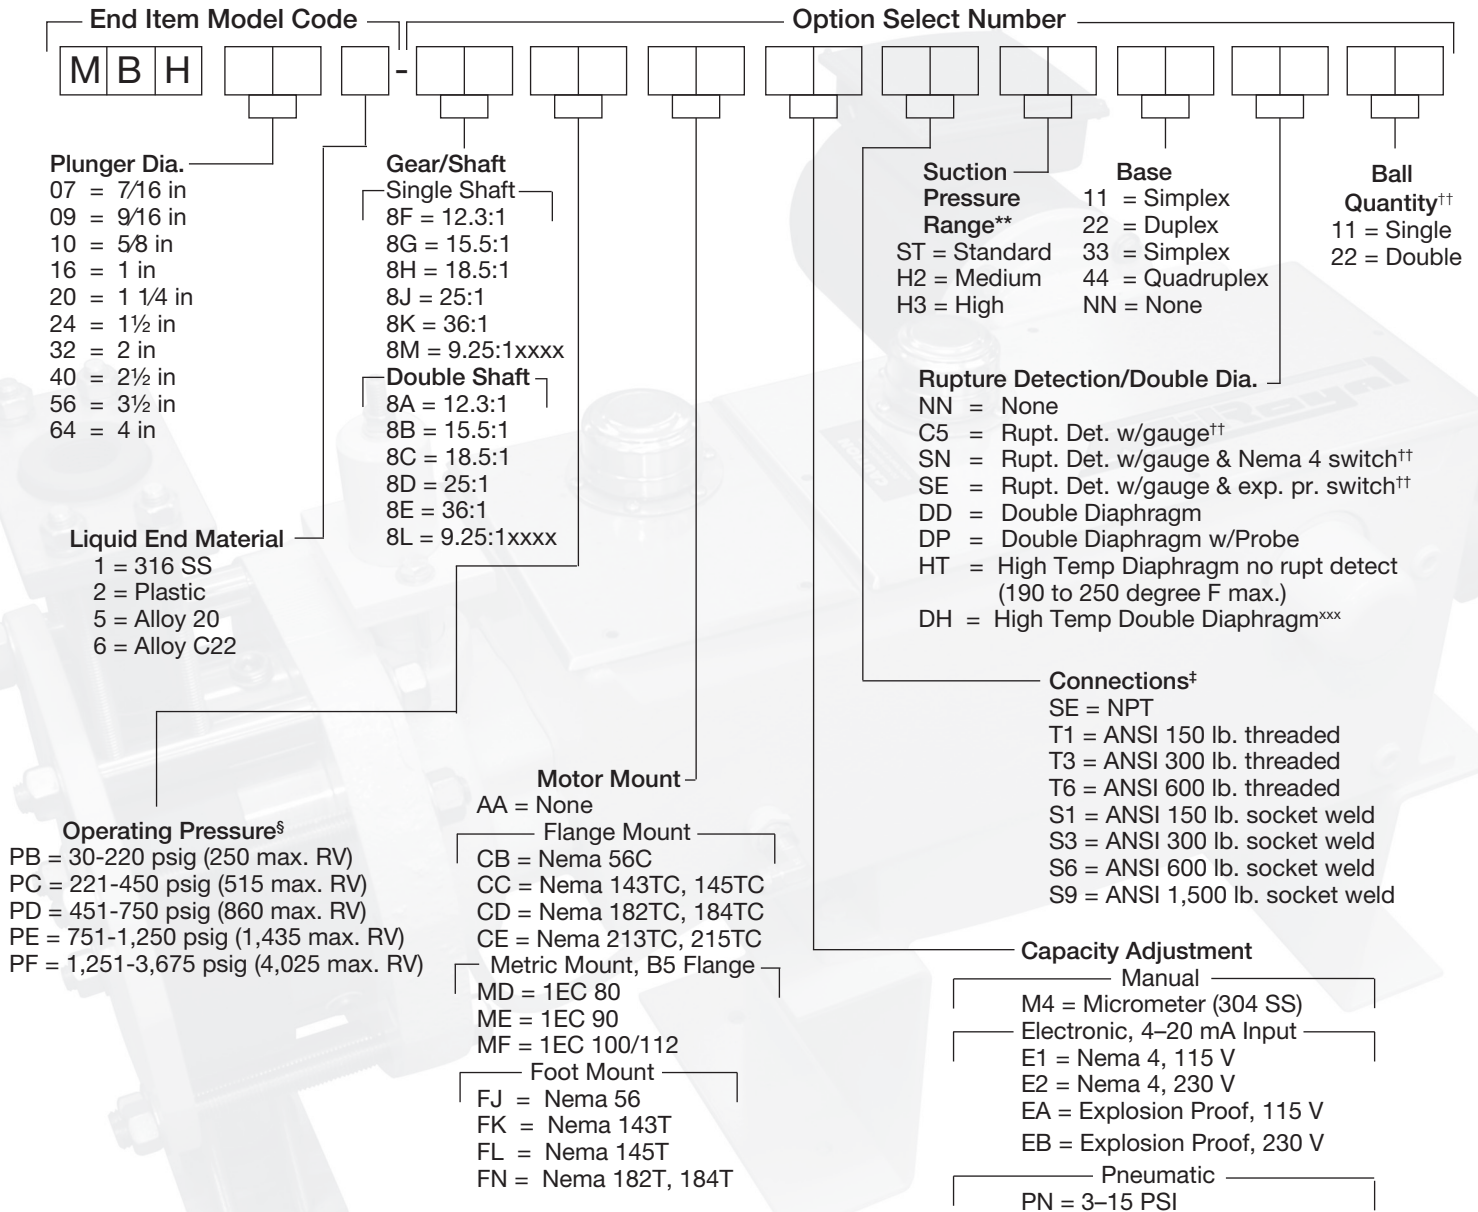 End Item Model Code
Option Select Number
M B H
-
Plunger Dia.
07 = 7/16 in
09 = 9/16 in
10 = 5/8 in
16 = 1 in
20 = 1 1/4 in
24 = 1½ in
32 = 2 in
40 = 2½ in
56 = 3½ in
64 = 4 in
Liquid End Material
1 = 316 SS
2 = Plastic
5 = Alloy 20
6 = Alloy C22
Gear/Shaft
Single Shaft
8F = 12.3:1
8G = 15.5:1
8H = 18.5:1
8J = 25:1
8K = 36:1
8M = 9.25:1xxxx
Double Shaft
8A = 12.3:1
8B = 15.5:1
8C = 18.5:1
8D = 25:1
8E = 36:1
8L = 9.25:1xxxx
Operating Pressure§
PB = 30-220 psig (250 max. RV)
PC = 221-450 psig (515 max. RV)
PD = 451-750 psig (860 max. RV)
PE = 751-1,250 psig (1,435 max. RV)
PF = 1,251-3,675 psig (4,025 max. RV)
Motor Mount
AA = None
Flange Mount
CB = Nema 56C
CC = Nema 143TC, 145TC
CD = Nema 182TC, 184TC
CE = Nema 213TC, 215TC
Metric Mount, B5 Flange
MD = 1EC 80
ME = 1EC 90
MF = 1EC 100/112
Foot Mount
FJ = Nema 56
FK = Nema 143T
FL = Nema 145T
FN = Nema 182T, 184T
Suction
Pressure
Range**
ST = Standard
H2 = Medium
H3 = High
Base
11 = Simplex
22 = Duplex
33 = Simplex
44 = Quadruplex
NN = None
Ball
Quantity††
11 = Single
22 = Double
Rupture Detection/Double Dia.
NN = None
C5 = Rupt. Det. w/gauge††
SN = Rupt. Det. w/gauge & Nema 4 switch††
SE = Rupt. Det. w/gauge & exp. pr. switch††
DD = Double Diaphragm
DP = Double Diaphragm w/Probe
HT = High Temp Diaphragm no rupt detect
(190 to 250 degree F max.)
DH = High Temp Double Diaphragmxxx
Connections‡
SE = NPT
T1 = ANSI 150 lb. threaded
T3 = ANSI 300 lb. threaded
T6 = ANSI 600 lb. threaded
S1 = ANSI 150 lb. socket weld
S3 = ANSI 300 lb. socket weld
S6 = ANSI 600 lb. socket weld
S9 = ANSI 1,500 lb. socket weld
Capacity Adjustment
Manual
M4 = Micrometer (304 SS)
Electronic, 4–20 mA Input
E1 = Nema 4, 115 V
E2 = Nema 4, 230 V
EA = Explosion Proof, 115 V
EB = Explosion Proof, 230 V
Pneumatic
PN = 3–15 PSI